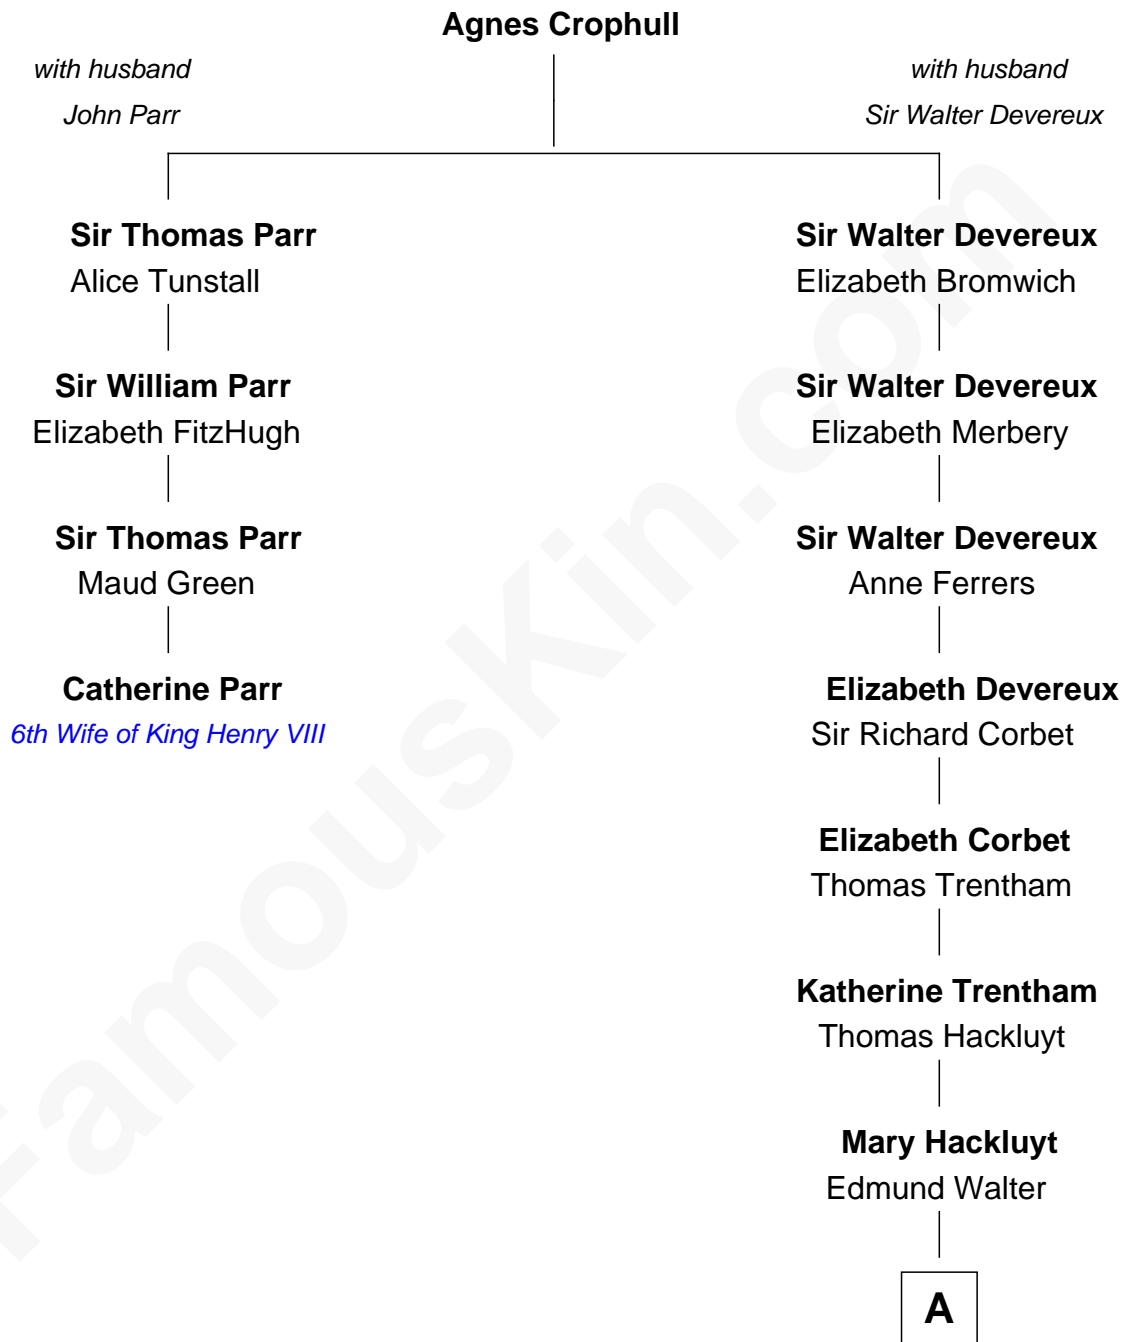 Agnes Crophull
with husband
John Parr
with husband
Sir Walter Devereux
Sir Thomas Parr
Alice Tunstall
Sir William Parr
Elizabeth FitzHugh
Sir Thomas Parr
Maud Green
Catherine Parr
6th Wife of King Henry VIII
Sir Walter Devereux
Elizabeth Bromwich
Sir Walter Devereux
Elizabeth Merbery
Sir Walter Devereux
Anne Ferrers
Elizabeth Devereux
Sir Richard Corbet
Elizabeth Corbet
Thomas Trentham
Katherine Trentham
Thomas Hackluyt
Mary Hackluyt
Edmund Walter
A
FamousKin.com